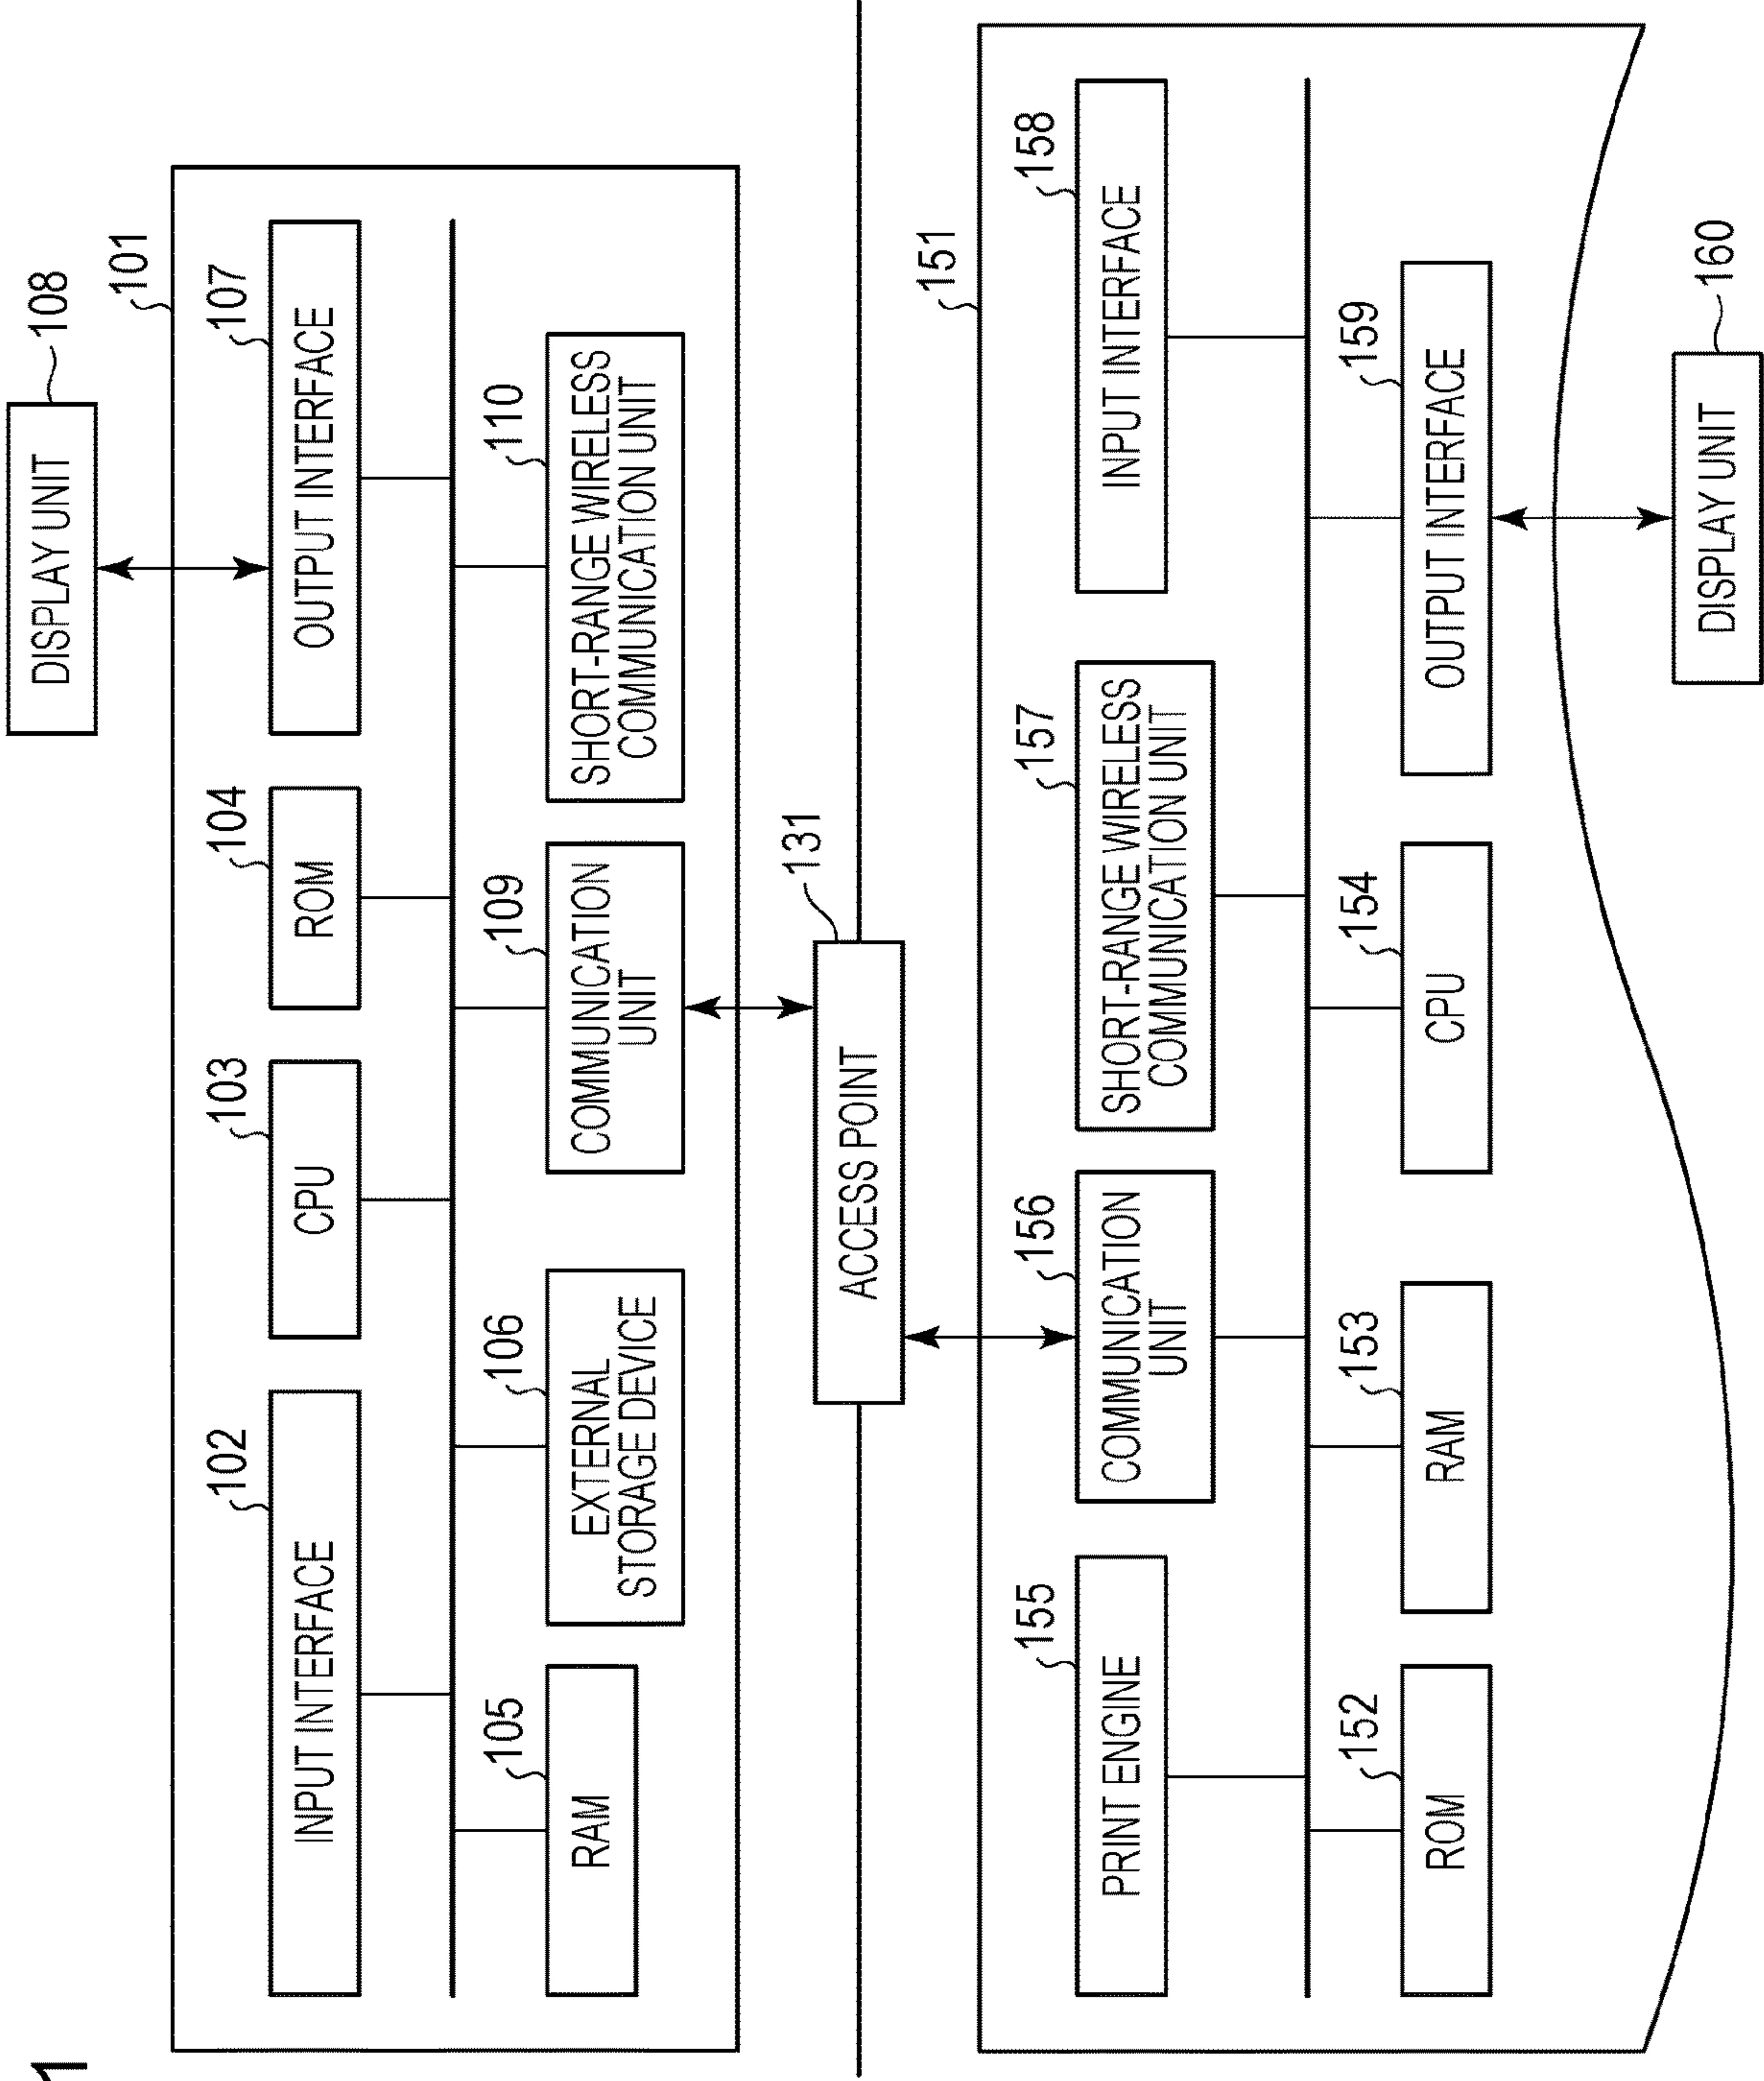 1
DISPLAY UNIT
108
101
102
INPUT INTERFACE
103
CPU
104
ROM
107
OUTPUT INTERFACE
105
RAM
106
EXTERNAL
STORAGE DEVICE
109
COMMUNICATION
UNIT
110
SHORT-RANGE WIRELESS
COMMUNICATION UNIT
131
ACCESS POINT
151
155
PRINT ENGINE
156
COMMUNICATION
UNIT
157
SHORT-RANGE WIRELESS
COMMUNICATION UNIT
158
INPUT INTERFACE
152
ROM
153
RAM
154
CPU
159
OUTPUT INTERFACE
160
DISPLAY UNIT